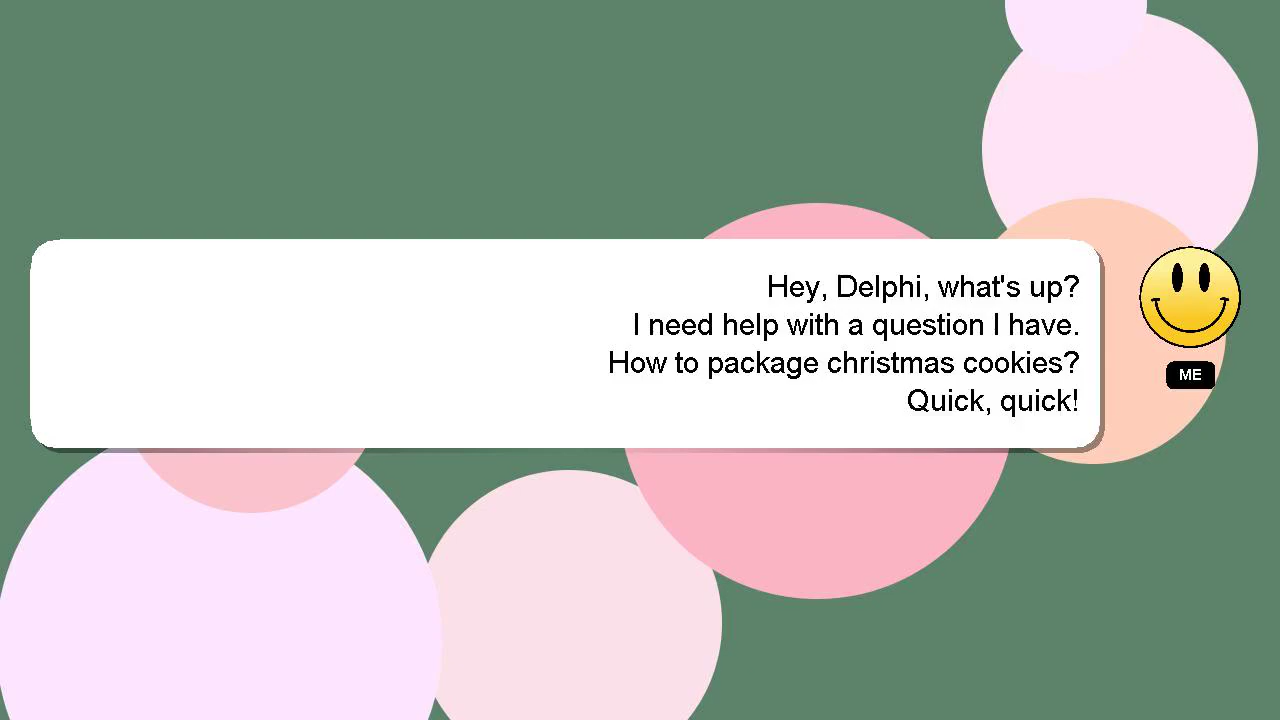 Hey, Delphi, what's up?
I need help with a question I have.
How to package christmas cookies?
Quick, quick!
ME